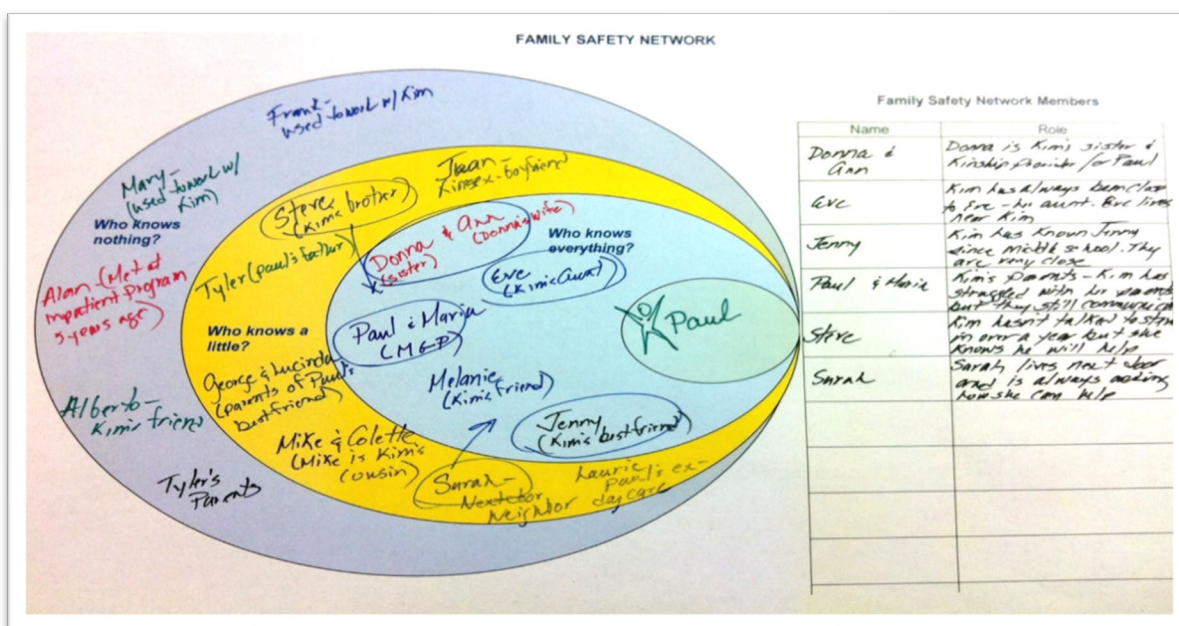 FAMILY SAFETY NETWORK
Frank-
used to work w/ Kim
Mary-
(used to work w/
Kim)
Who knows
nothing?
Alan (Met at
inpatient program
5 years ago)
Alberto-
Kim's friend
Tyler's
Parents
Juan-
Kim's ex-boyfriend
Steve
(Kim's brother)
Tyler (Paul's father)
Who knows a
little?
George & Lucinda
(parents of Paul's
best friend)
Mike & Colette
(Mike is Kim's
cousin)
Sarah-
Next door
neighbor
Laurie
Paul's ex-
daycare
Donna & Ann
(sister)
(Donna's wife)
Who knows
everything?
Eve
(Kim's Aunt)
Paul & Maria
(MGP)
Melanie
(Kim's friend)
Jenny
(Kim's best friend)
Paul
Family Safety Network Members
Name Role
Donna &
Ann
Donna is Kim's sister &
Kinship provider for Paul
Eve
Kim has always been close
to Eve - her aunt. Eve lives
near Kim
Jenny
Kim has known Jenny
since middle school. They
are very close
Paul & Maria
Kim's parents - Kim has
struggled with her parents
but they still
Steve
Kim hasn't talked to Steve
in over a year but she
knows he will help
Sarah
Sarah lives next door
and is always asking
how she can help